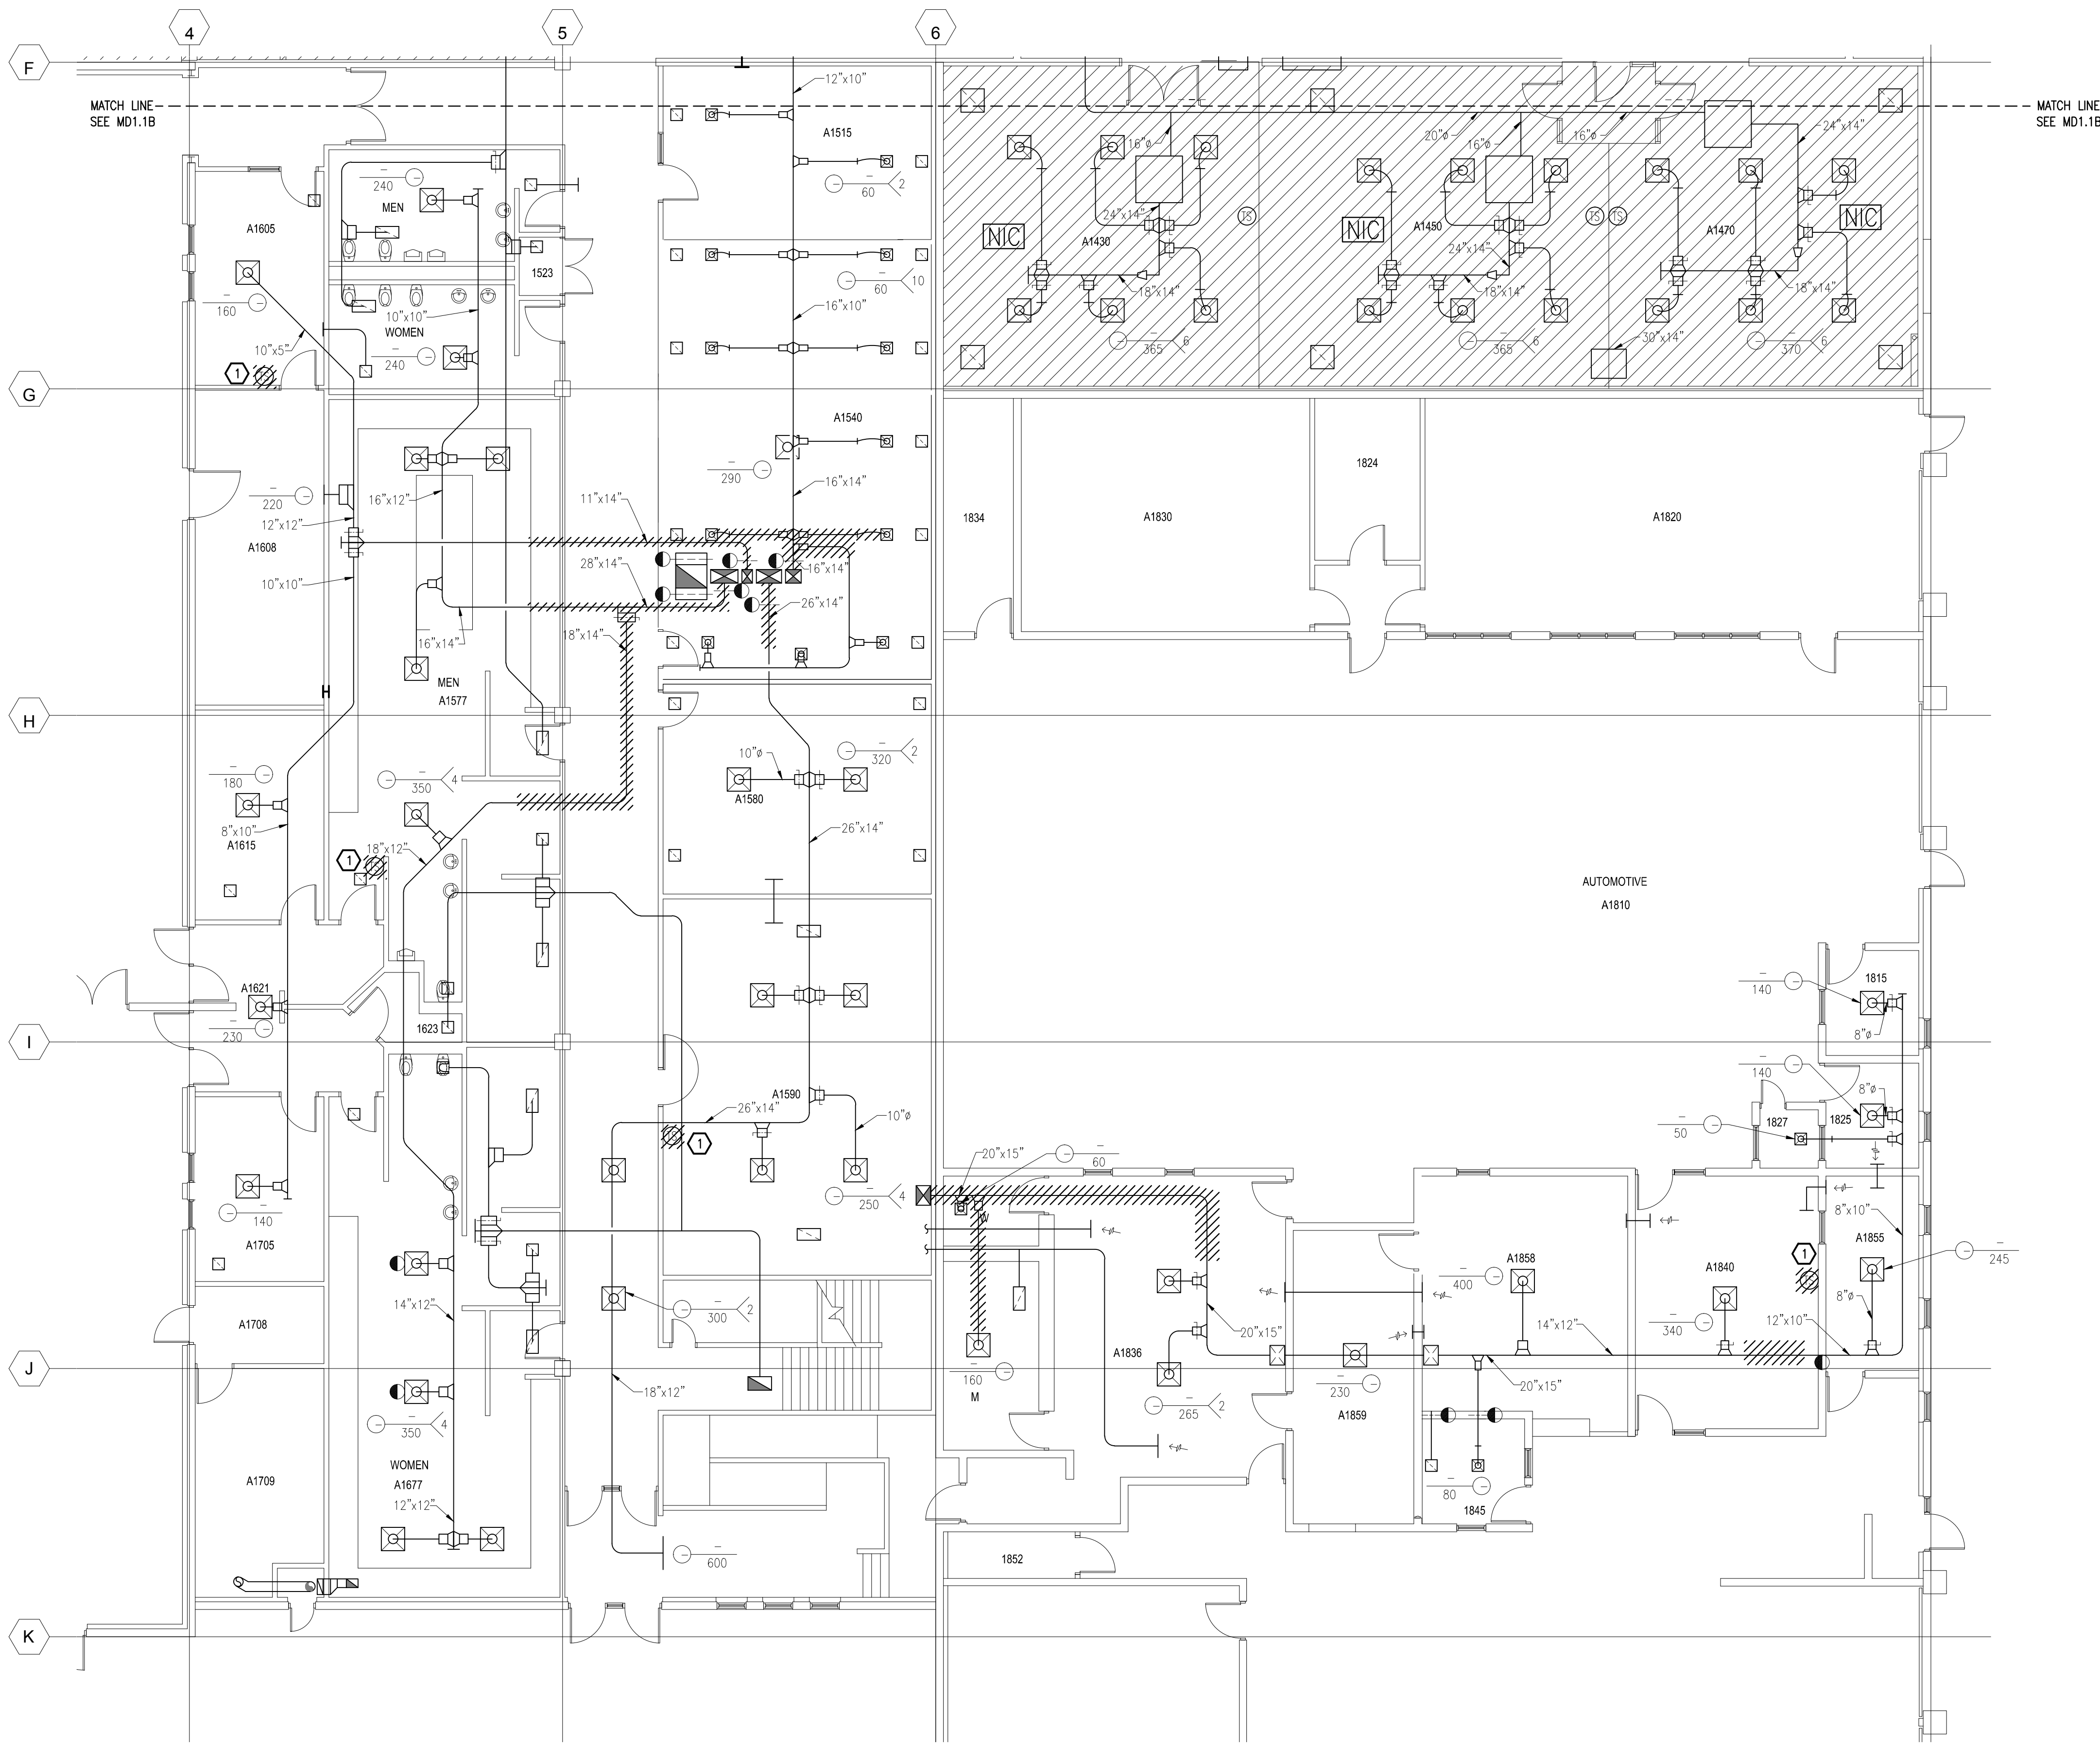 4
5
6
F
MATCH LINE
SEE MD1.1B
MATCH LINE
SEE MD1.1B
12"x10"
A1515
60
2
240
MEN
A1605
1523
160
10"x5"
10"x10"
WOMEN
240
1
60
10
16"x10"
16"ø
20"ø
16"ø
16"ø
24"x14"
24"x14"
NIC
A1430
TS
18"x14"
365
6
NIC
A1450
24"x14"
TS
TS
18"x14"
365
6
30"x14"
NIC
A1470
18"x14"
370
6
G
A1540
290
16"x14"
220
12"x12"
A1608
10"x10"
16"x12"
11"x14"
28"x14"
16"x14"
26"x14"
16"x14"
18"x14"
MEN
A1577
H
1834
A1830
1824
A1820
H
180
8"x10"
A1615
350
4
18"x12"
1
10"ø
320
2
A1580
26"x14"
AUTOMOTIVE
A1810
A1621
230
1623
I
140
1815
8"ø
140
8"ø
1827
1825
50
A1590
26"x14"
10"ø
1
250
4
20"x15"
60
W
140
A1705
8"x10"
A1855
245
1
8"ø
12"x10"
A1858
400
A1840
340
14"x12"
A1708
14"x12"
300
2
20"x15"
A1836
J
160
M
265
2
230
A1859
20"x15"
18"x12"
350
4
WOMEN
A1677
12"x12"
A1709
80
1845
600
1852
K